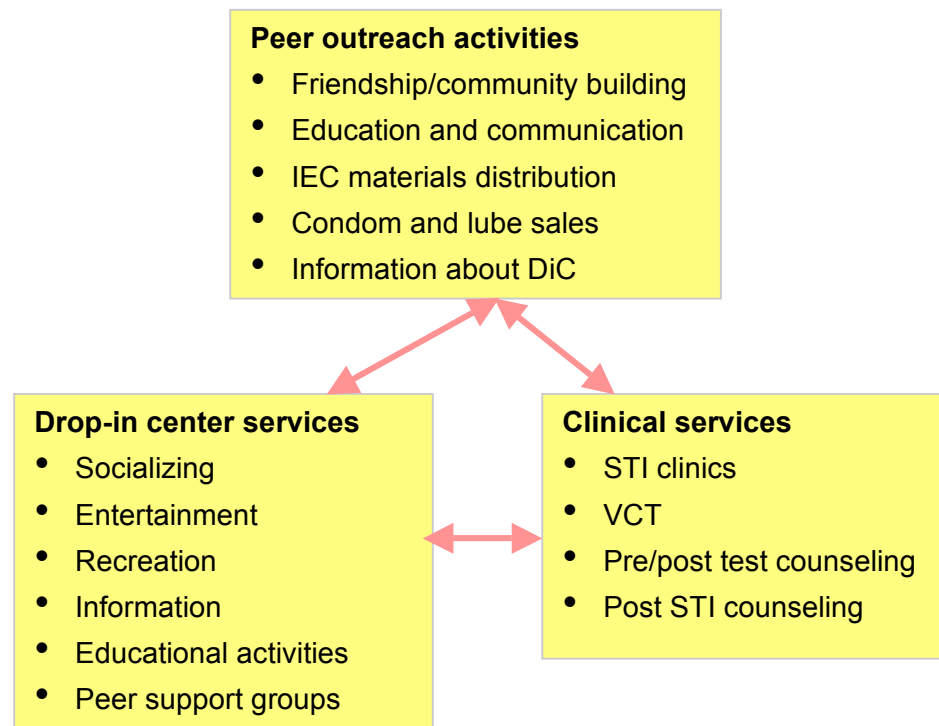 Peer outreach activities
• Friendship/community building
• Education and communication
• IEC materials distribution
• Condom and lube sales
• Information about DiC
Drop-in center services
• Socializing
• Entertainment
• Recreation
• Information
• Educational activities
• Peer support groups
Clinical services
• STI clinics
• VCT
• Pre/post test counseling
• Post STI counseling